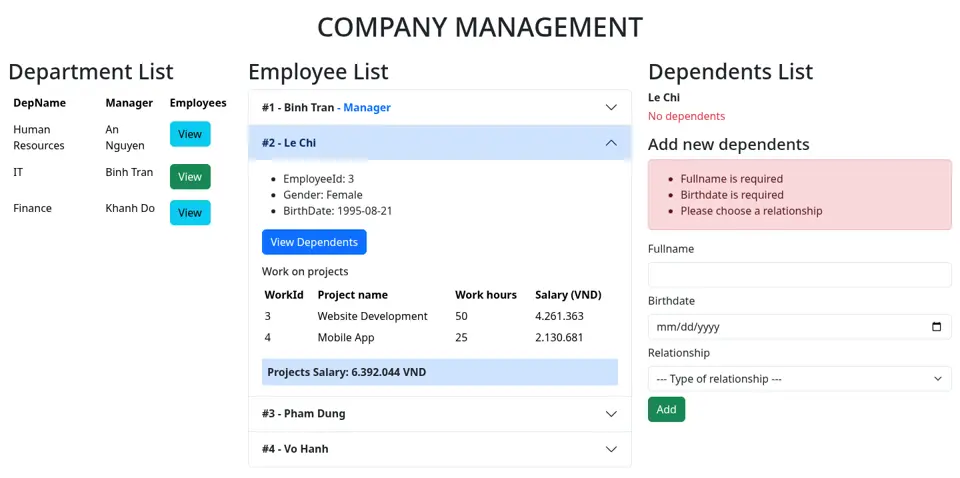 COMPANY MANAGEMENT
Department List
DepName Manager Employees
Human Resources An Nguyen View
IT Binh Tran View
Finance Khanh Do View
Employee List
#1 - Binh Tran - Manager
#2 - Le Chi
EmployeeId: 3
Gender: Female
BirthDate: 1995-08-21
View Dependents
Work on projects
WorkId Project name Work hours Salary (VND)
3 Website Development 50 4.261.363
4 Mobile App 25 2.130.681
Projects Salary: 6.392.044 VND
#3 - Pham Dung
#4 - Vo Hanh
Dependents List
Le Chi
No dependents
Add new dependents
Fullname is required
Birthdate is required
Please choose a relationship
Fullname
Birthdate
mm/dd/yyyy
Relationship
--- Type of relationship ---
Add